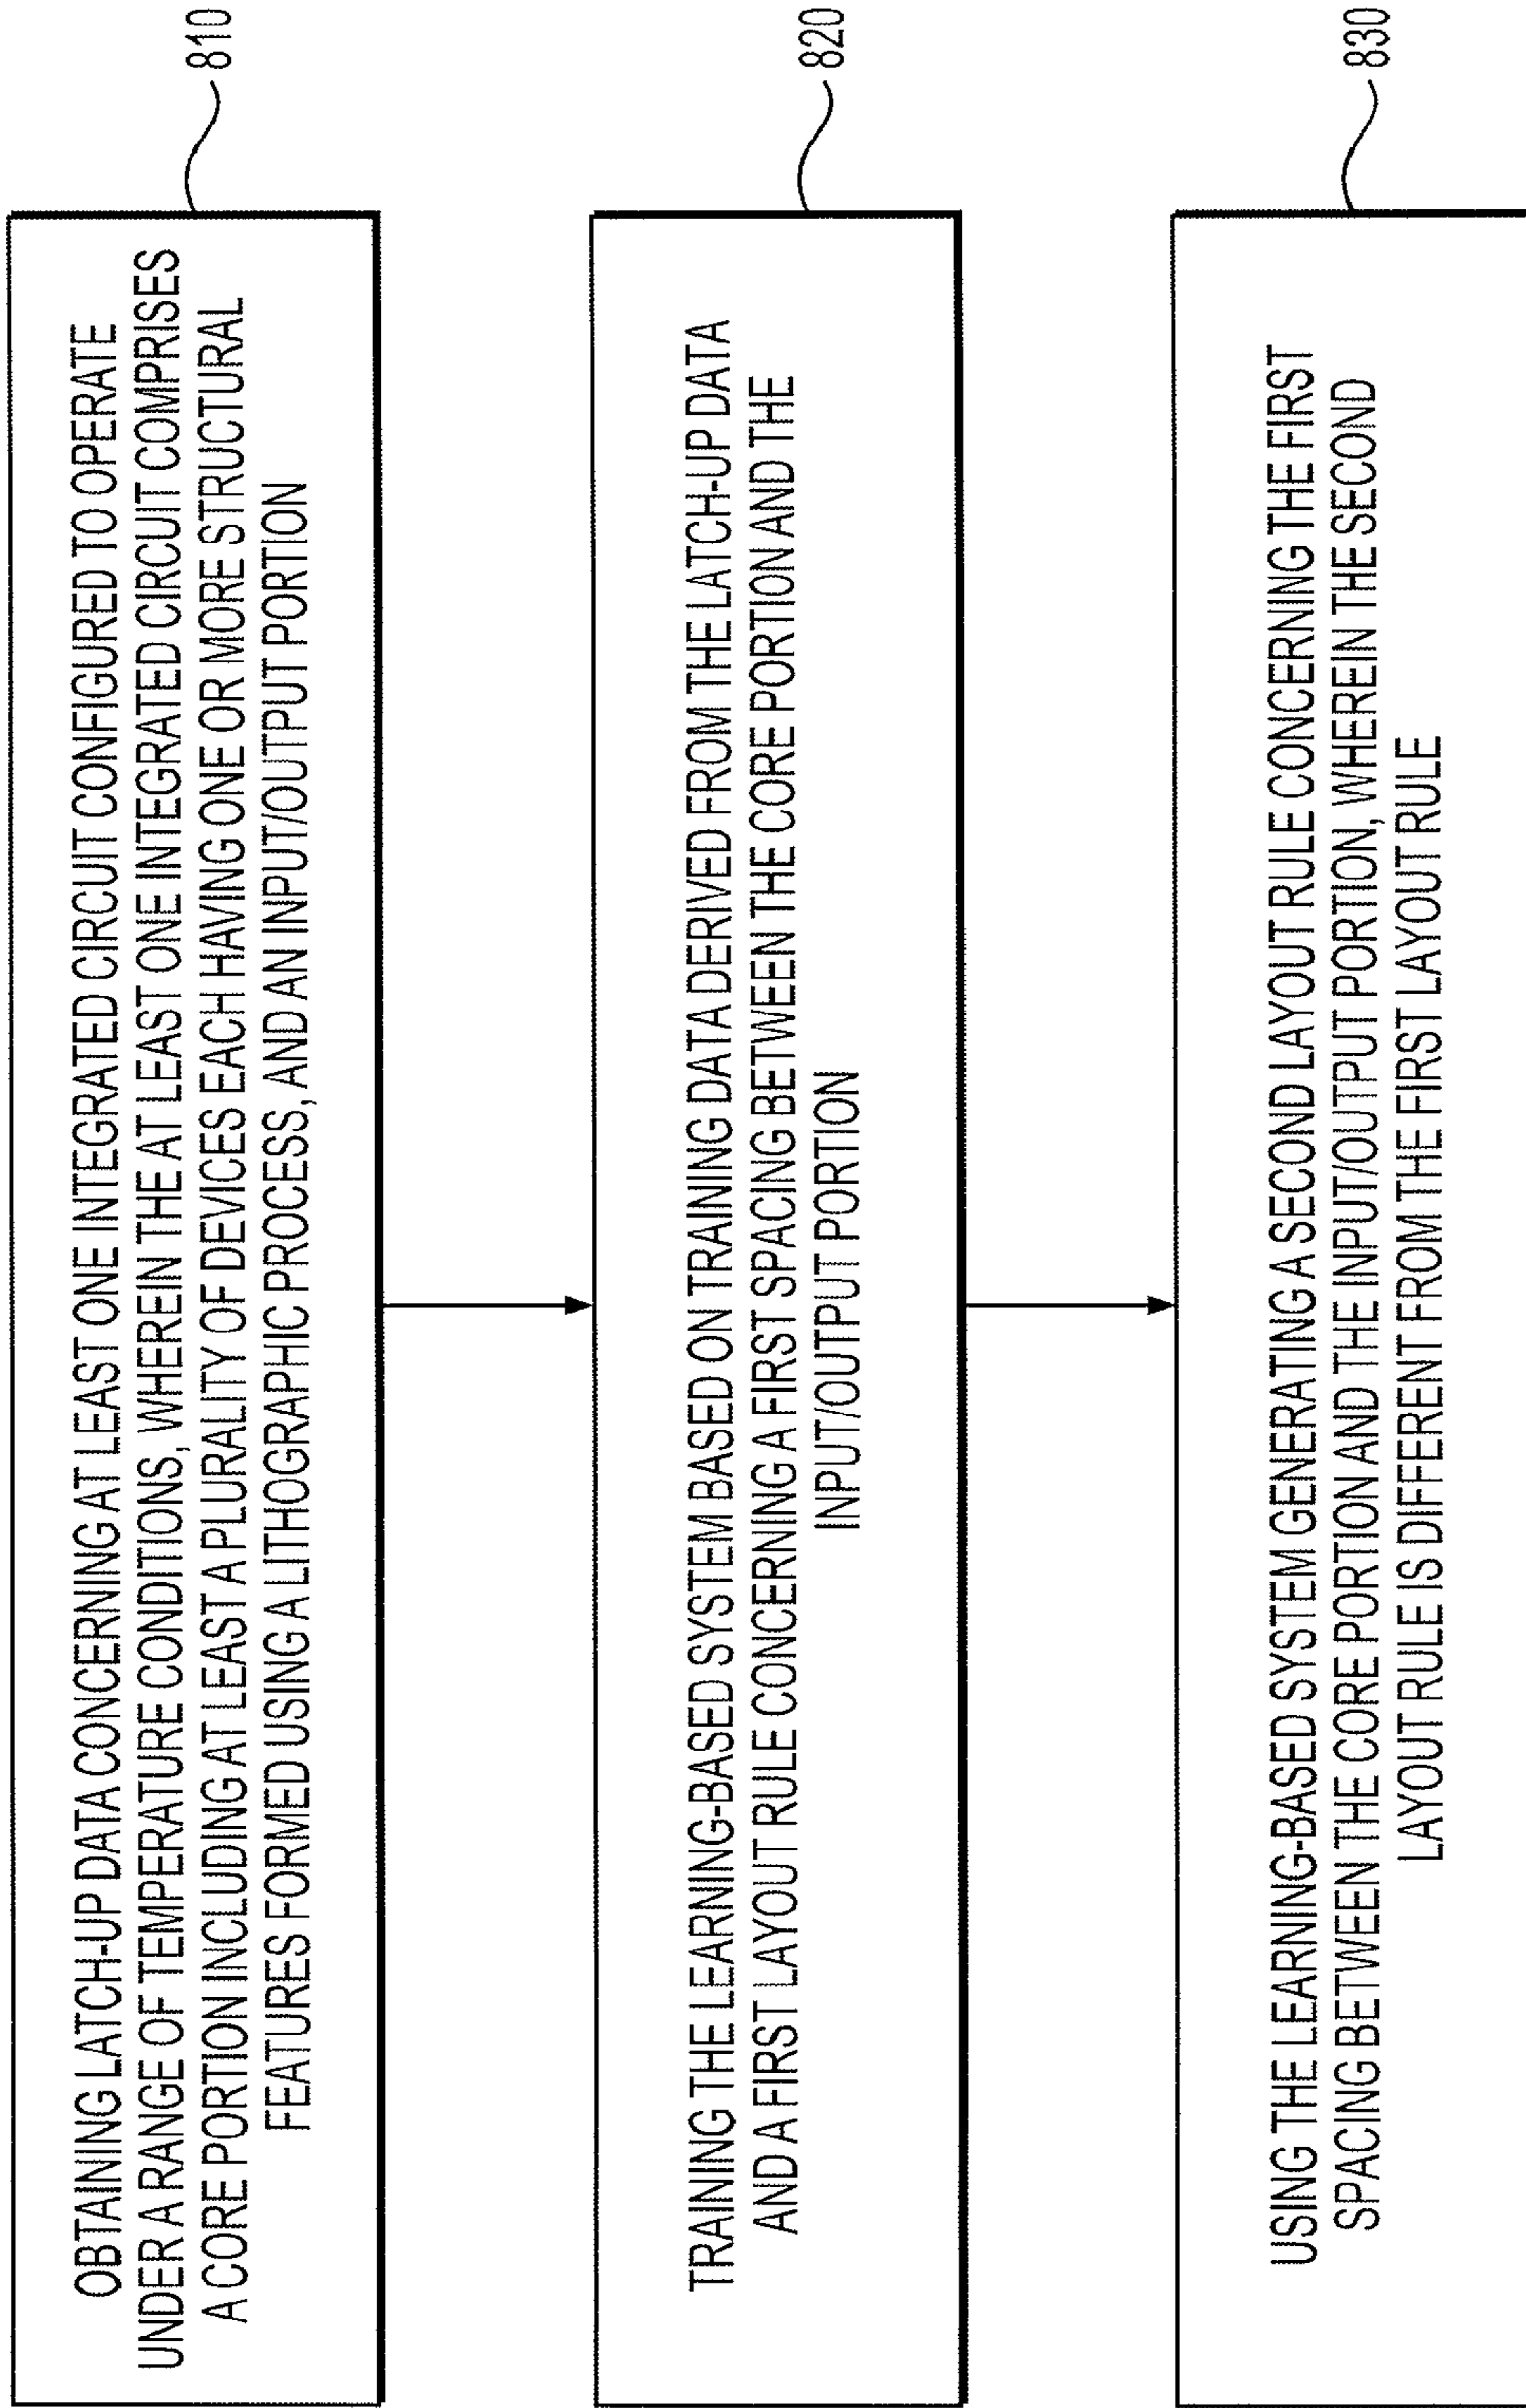 OBTAINING LATCH-UP DATA CONCERNING AT LEAST ONE INTEGRATED CIRCUIT CONFIGURED TO OPERATE
UNDER A RANGE OF TEMPERATURE CONDITIONS, WHEREIN THE AT LEAST ONE INTEGRATED CIRCUIT COMPRISES
A CORE PORTION INCLUDING AT LEAST A PLURALITY OF DEVICES EACH HAVING ONE OR MORE STRUCTURAL
FEATURES FORMED USING A LITHOGRAPHIC PROCESS, AND AN INPUT/OUTPUT PORTION
810
TRAINING THE LEARNING-BASED SYSTEM BASED ON TRAINING DATA DERIVED FROM THE LATCH-UP DATA
AND A FIRST LAYOUT RULE CONCERNING A FIRST SPACING BETWEEN THE CORE PORTION AND THE
INPUT/OUTPUT PORTION
820
USING THE LEARNING-BASED SYSTEM GENERATING A SECOND LAYOUT RULE CONCERNING THE FIRST
SPACING BETWEEN THE CORE PORTION AND THE INPUT/OUTPUT PORTION, WHEREIN THE SECOND
LAYOUT RULE IS DIFFERENT FROM THE FIRST LAYOUT RULE
830